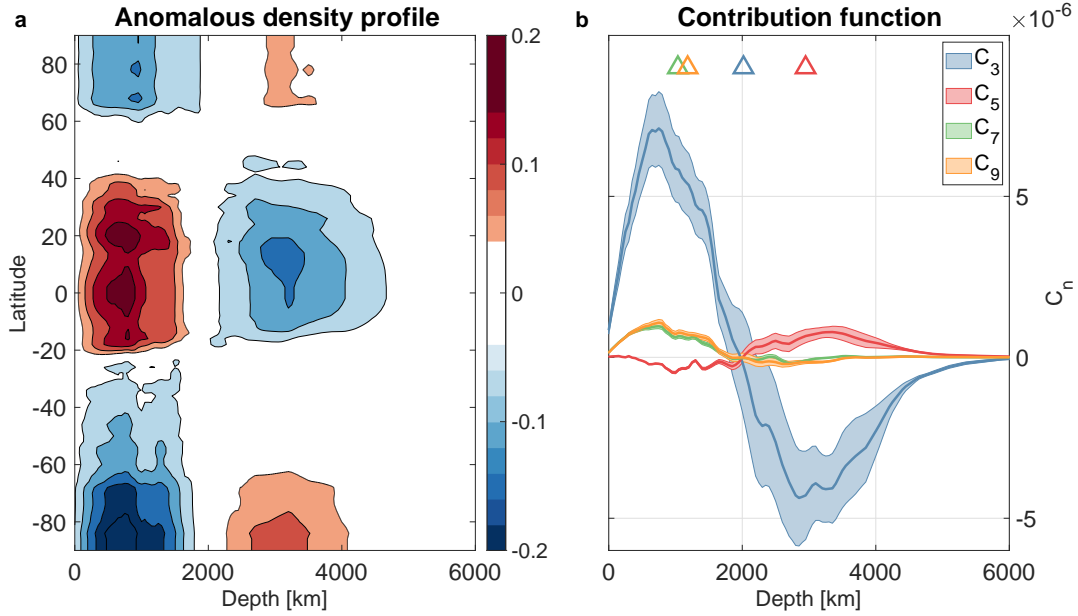 a
Anomalous density profile
b
Contribution function
×10⁻⁶
80
60
40
20
0
-20
-40
-60
-80
Latitude
0
2000
4000
6000
Depth [km]
0.2
0.1
0
-0.1
-0.2
C₃
C₅
C₇
C₉
5
0
-5
Cₙ
0
2000
4000
6000
Depth [km]